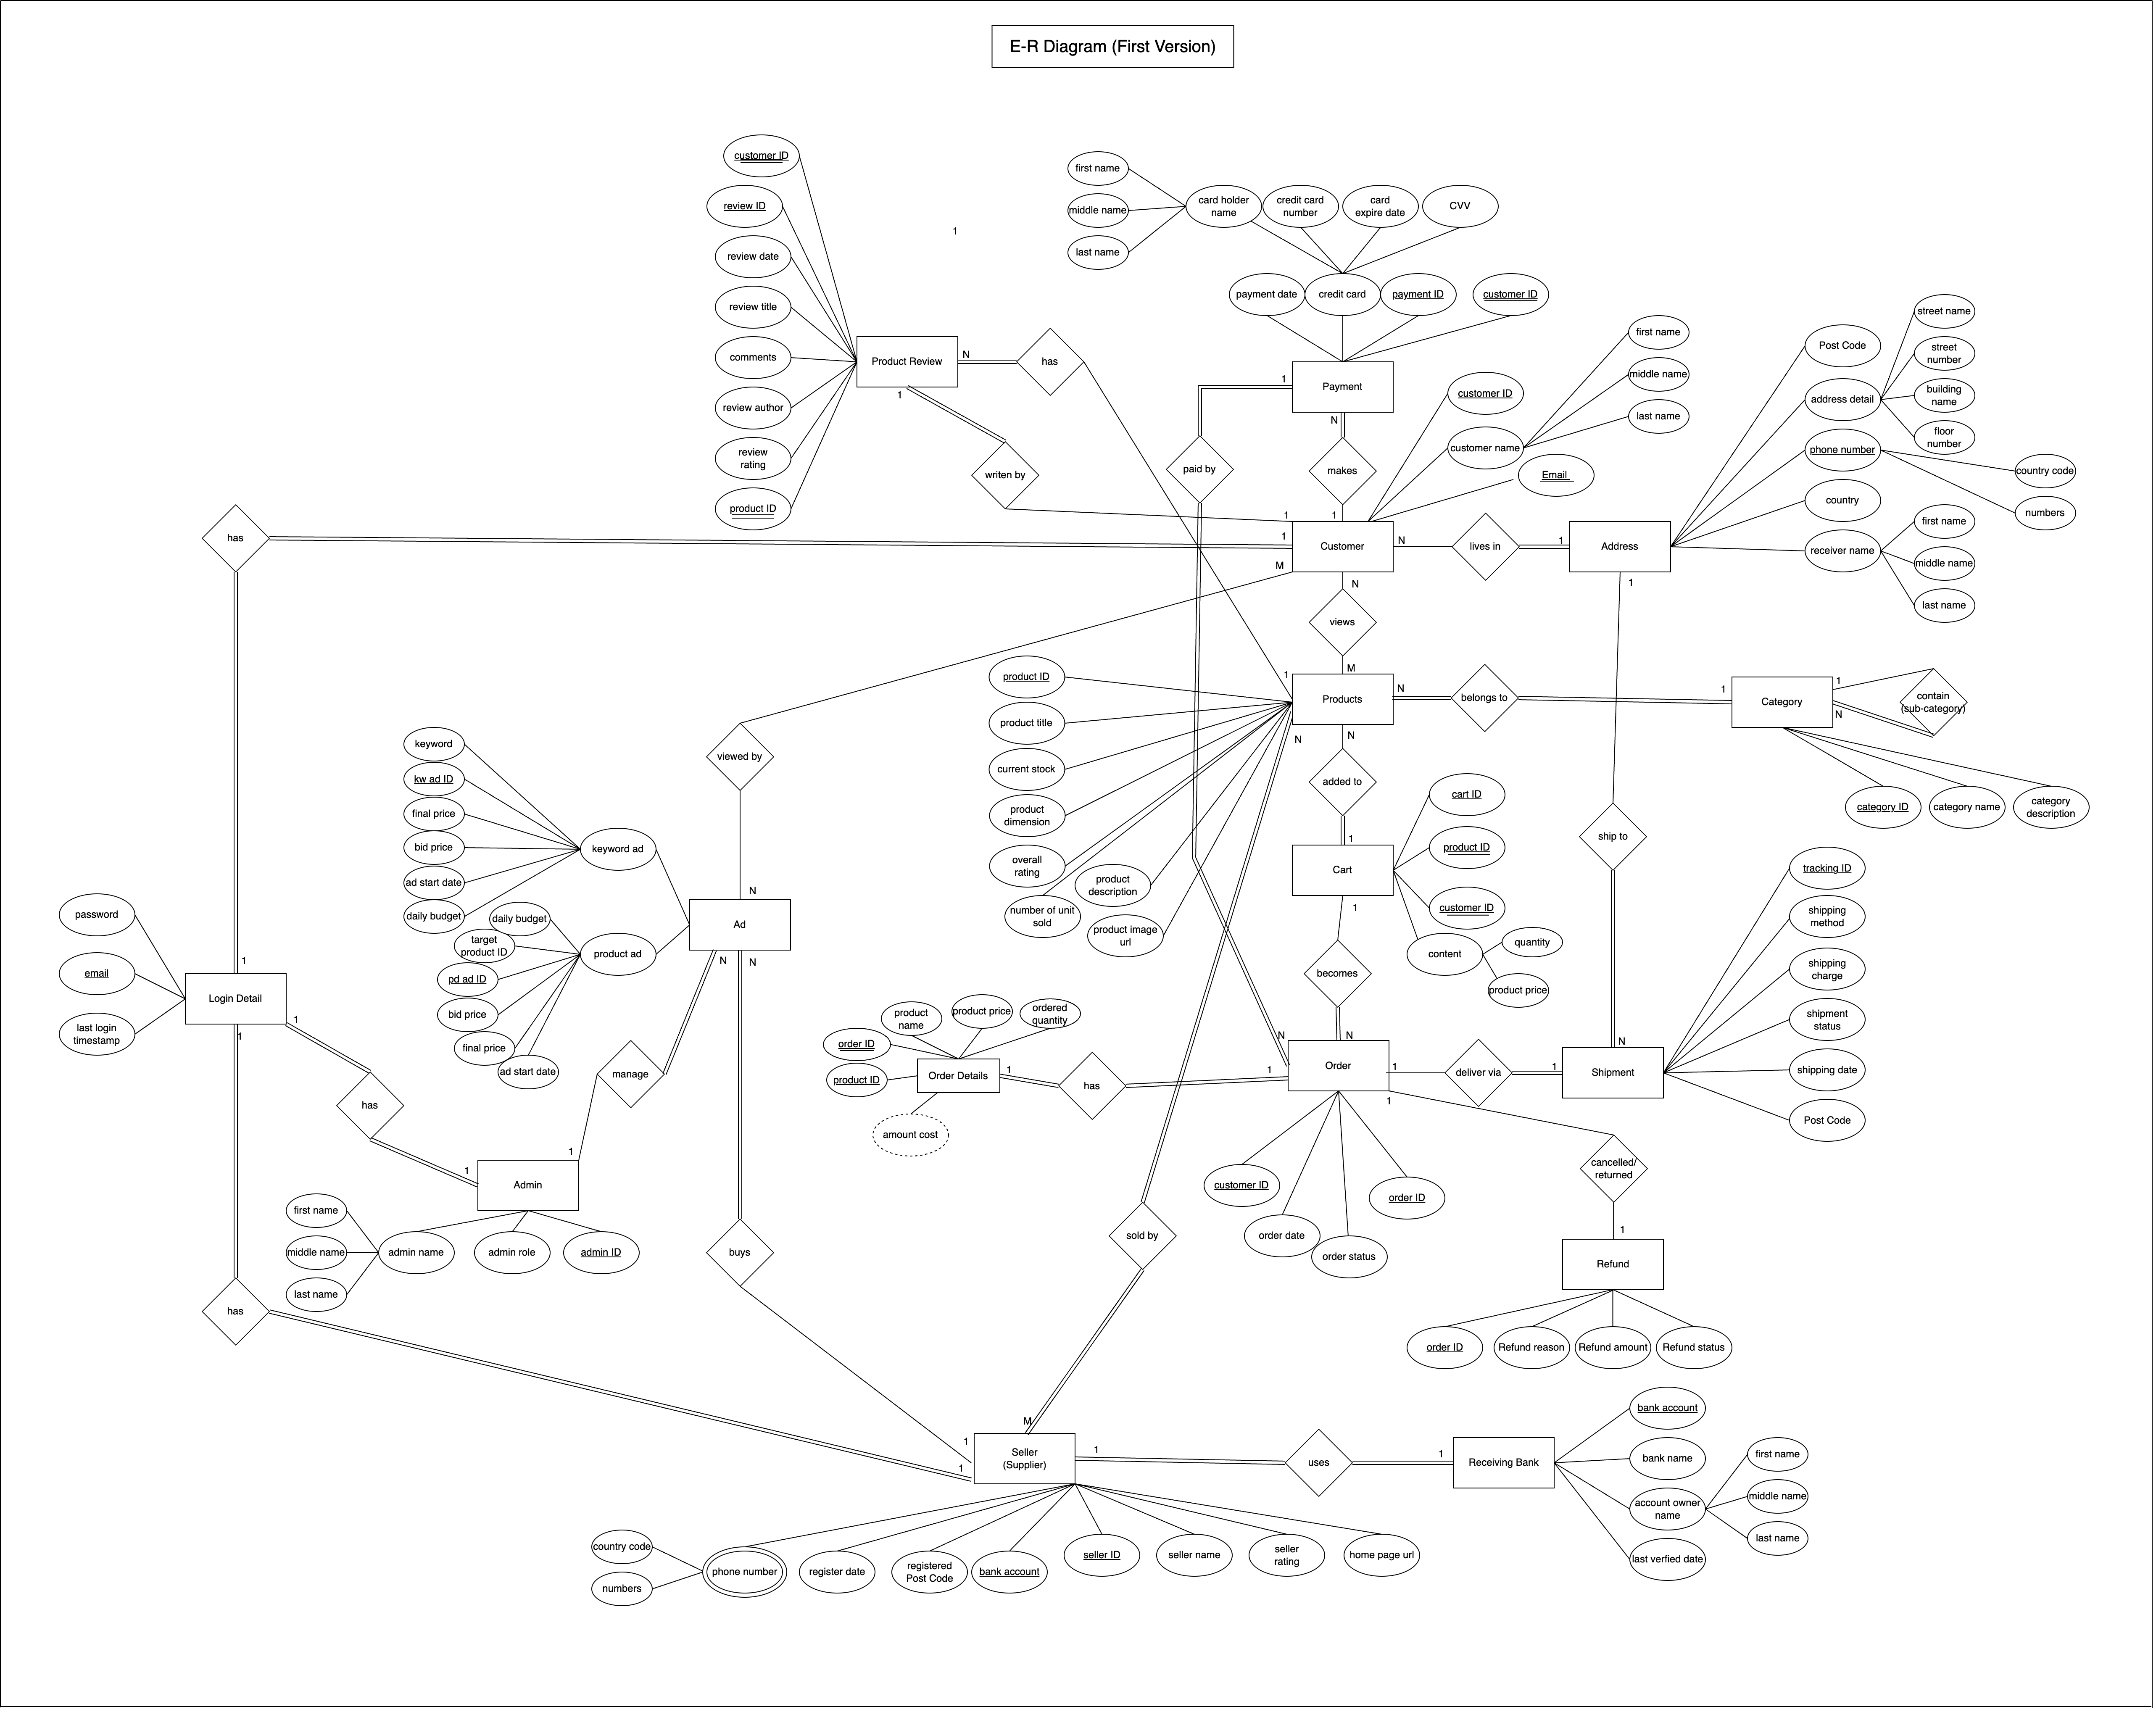 E-R Diagram (First Version)
customer ID
review ID
review date
review title
comments
review author
review
rating
product ID
Product Review
N
has
1
writen by
1
first name
middle name
last name
card holder
name
credit card
number
card
expire date
CVV
payment date
credit card
payment ID
customer ID
Payment
1
N
paid by
makes
1
1
1
M
Customer
N
N
customer ID
customer name
Email
first name
middle name
last name
lives in
1
Address
1
Post Code
address detail
phone number
country
receiver name
street name
street
number
building
name
floor
number
country code
numbers
first name
middle name
last name
has
views
M
1
Products
N
N
N
belongs to
1
Category
1
N
contain
(sub-category)
category ID
category name
category
description
product ID
product title
current stock
product
dimension
overall
rating
number of unit
sold
product
description
product image
url
added to
1
Cart
1
cart ID
product ID
customer ID
content
quantity
product price
becomes
N
N
ship to
N
viewed by
N
Ad
N
N
keyword
kw ad ID
final price
bid price
ad start date
daily budget
keyword ad
daily budget
target
product ID
pd ad ID
bid price
final price
ad start date
product ad
password
email
last login
timestamp
1
Login Detail
1
1
has
manage
1
1
Admin
first name
middle name
last name
admin name
admin role
admin ID
has
buys
order ID
product ID
product
name
product price
ordered
quantity
Order Details
amount cost
1
has
1
Order
1
1
deliver via
1
Shipment
tracking ID
shipping
method
shipping
charge
shipment
status
shipping date
Post Code
customer ID
order date
order status
order ID
cancelled/
returned
1
Refund
order ID
Refund reason
Refund amount
Refund status
sold by
M
1
1
Seller
(Supplier)
1
uses
1
Receiving Bank
bank account
bank name
account owner
name
last verfied date
first name
middle name
last name
country code
numbers
phone number
register date
registered
Post Code
bank account
seller ID
seller name
seller
rating
home page url